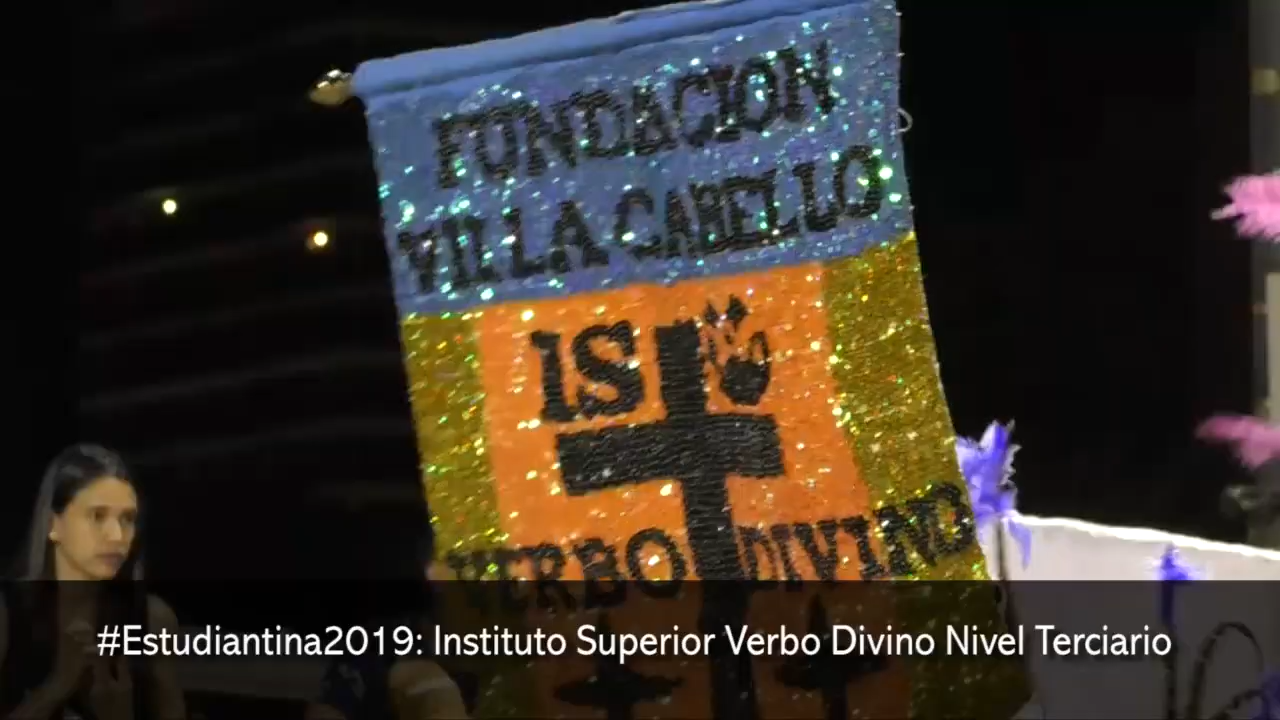 FUNDACION
VILLA CABELLO
IS
VERBO DIVINO
#Estudiantina2019: Instituto Superior Verbo Divino Nivel Terciario